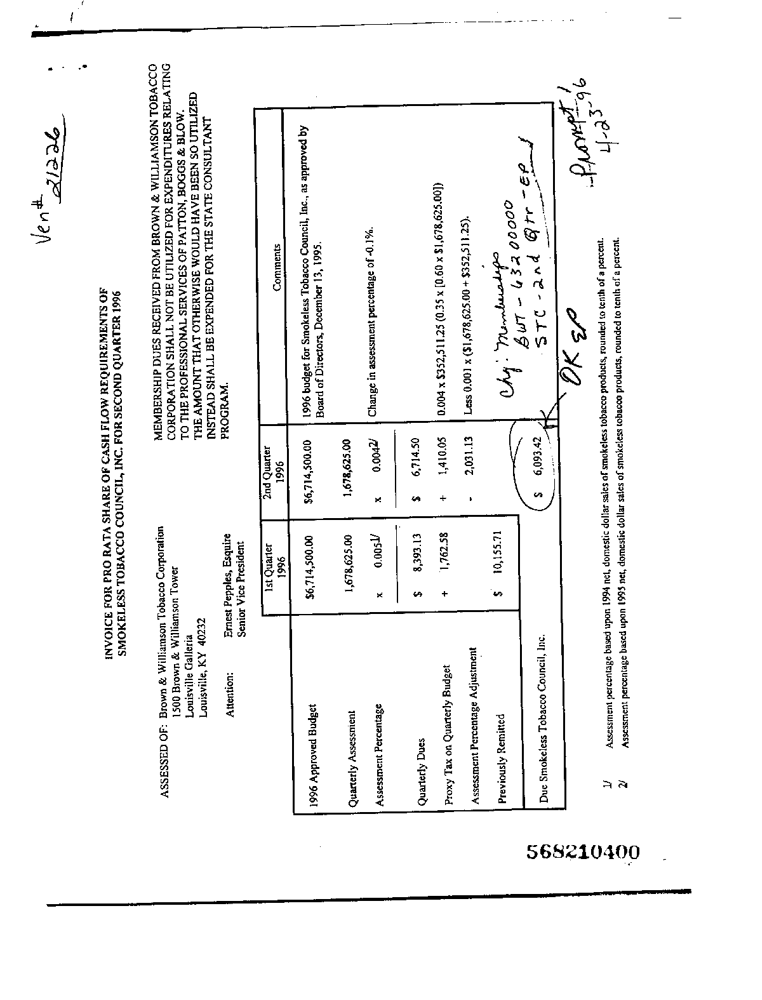 Ven# 21226
INVOICE FOR PRO RATA SHARE OF CASH FLOW REQUIREMENTS OF
SMOKELESS TOBACCO COUNCIL, INC. FOR SECOND QUARTER 1996
ASSESSED OF: Brown & Williamson Tobacco Corporation
1500 Brown & Williamson Tower
Louisville Galleria
Louisville, KY 40232
Attention: Ernest Pepples, Esquire
Senior Vice President
MEMBERSHIP DUES RECEIVED FROM BROWN & WILLIAMSON TOBACCO
CORPORATION SHALL NOT BE UTILIZED FOR EXPENDITURES RELATING
TO THE PROFESSIONAL SERVICES OF PATTON, BOGGS & BLOW.
THE AMOUNT THAT OTHERWISE WOULD HAVE BEEN SO UTILIZED
INSTEAD SHALL BE EXPENDED FOR THE STATE CONSULTANT
PROGRAM.
1st Quarter 1996 2nd Quarter 1996 Comments
1996 Approved Budget $6,714,500.00 $6,714,500.00 1996 budget for Smokeless Tobacco Council, Inc., as approved by
Board of Directors, December 13, 1995.
Quarterly Assessment 1,678,625.00 1,678,625.00
Assessment Percentage x 0.0051/ x 0.0042/ Change in assessment percentage of -0.1%.
Quarterly Dues $ 8,393.13 $ 6,714.50
Proxy Tax on Quarterly Budget + 1,762.58 + 1,410.05 0.004 x $352,511.25 (0.35 x [0.60 x $1,678,625.00])
Assessment Percentage Adjustment - 2,031.13 Less 0.001 x ($1,678,625.00 + $352,511.25).
Previously Remitted $ 10,155.71
Chg: Memberships
BWT - 63200000
STC - 2nd Qtr - EP
Due Smokeless Tobacco Council, Inc. $ 6,093.42
OK EP
Prompt!
4-23-96
1/ Assessment percentage based upon 1994 net, domestic dollar sales of smokeless tobacco products, rounded to tenth of a percent.
2/ Assessment percentage based upon 1995 net, domestic dollar sales of smokeless tobacco products, rounded to tenth of a percent.
568210400